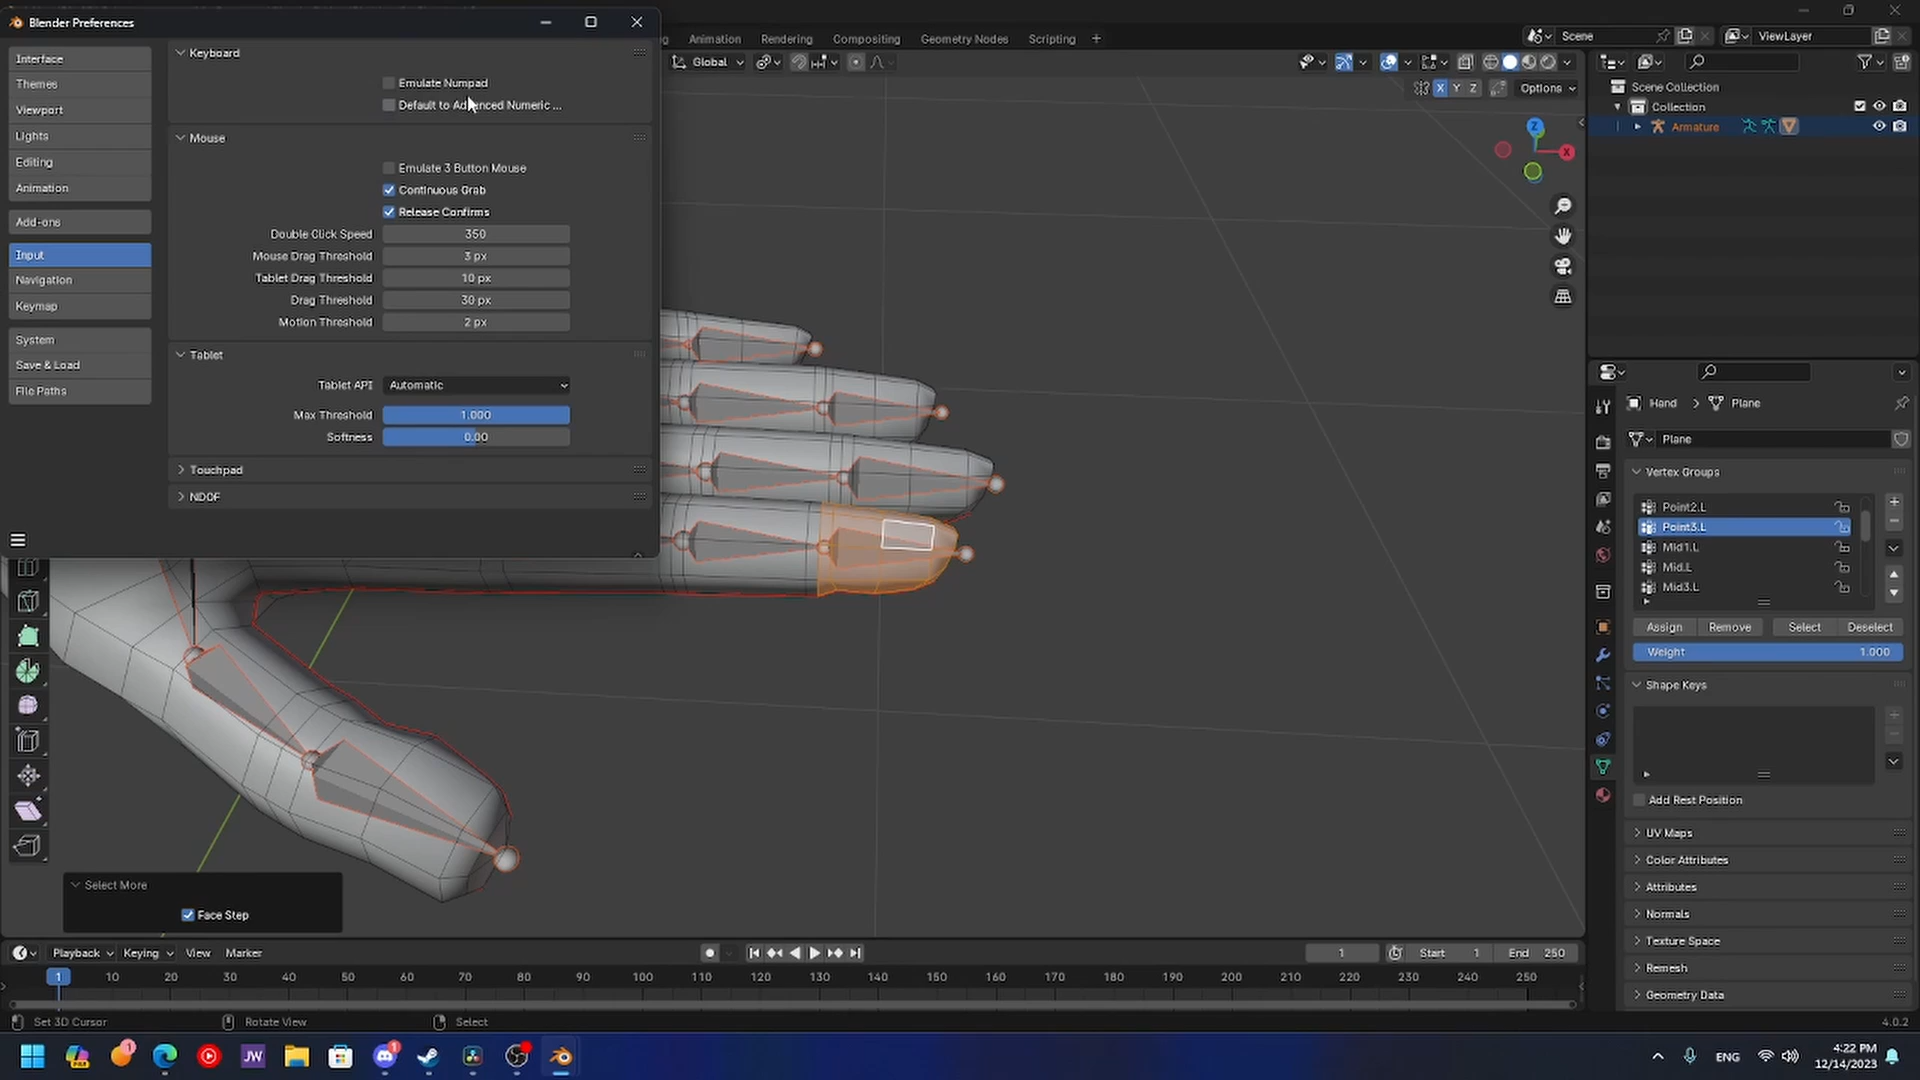 Blender Preferences
Interface
Themes
Viewport
Lights
Editing
Animation
Add-ons
Input
Navigation
Keymap
System
Save & Load
File Paths
Keyboard
Emulate Numpad
Default to Advanced Numeric ...
Mouse
Emulate 3 Button Mouse
Continuous Grab
Release Confirms
Double Click Speed 350
Mouse Drag Threshold 3 px
Tablet Drag Threshold 10 px
Drag Threshold 30 px
Motion Threshold 2 px
Tablet
Tablet API Automatic
Max Threshold 1.000
Softness 0.00
Touchpad
NDOF
Animation Rendering Compositing Geometry Nodes Scripting +
Scene
ViewLayer
Global
X Y Z Options
Z
X
Scene Collection
Collection
Armature
Hand > Plane
Plane
Vertex Groups
Point2.L
Point3.L
Mid1.L
Mid.L
Mid3.L
Assign Remove Select Deselect
Weight 1.000
Shape Keys
Add Rest Position
UV Maps
Color Attributes
Attributes
Normals
Texture Space
Remesh
Geometry Data
Select More
Face Step
Playback Keying View Marker
1 Start 1 End 250
1 10 20 30 40 50 60 70 80 90 100 110 120 130 140 150 160 170 180 190 200 210 220 230 240 250
Set 3D Cursor Rotate View Select 4.0.2
1 JW 1 ENG 4:22 PM
12/14/2023